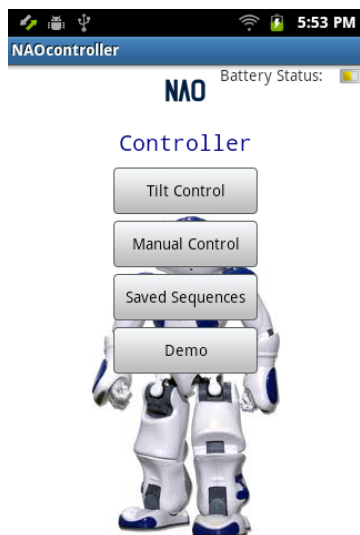 5:53 PM
NAOcontroller
Battery Status:
NAO
Controller
Tilt Control
Manual Control
Saved Sequences
Demo